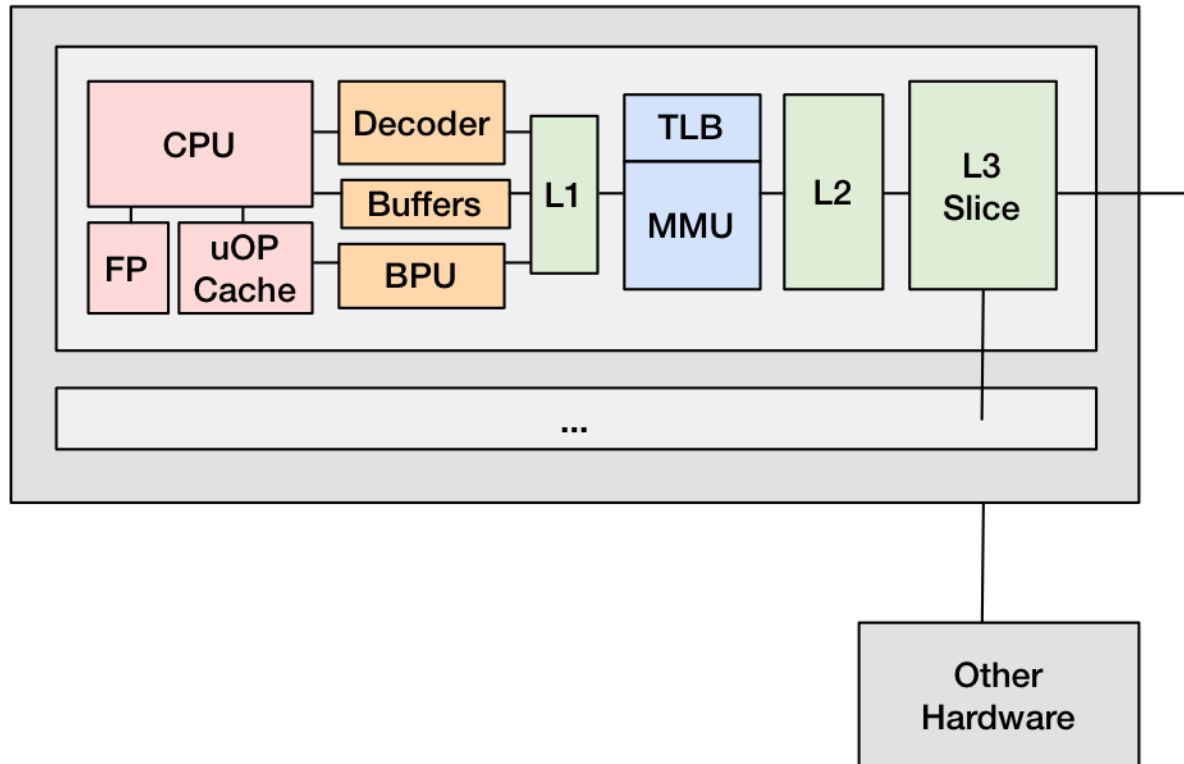 CPU
Decoder
Buffers
BPU
FP
uOP
Cache
L1
TLB
MMU
L2
L3
Slice
...
Other
Hardware